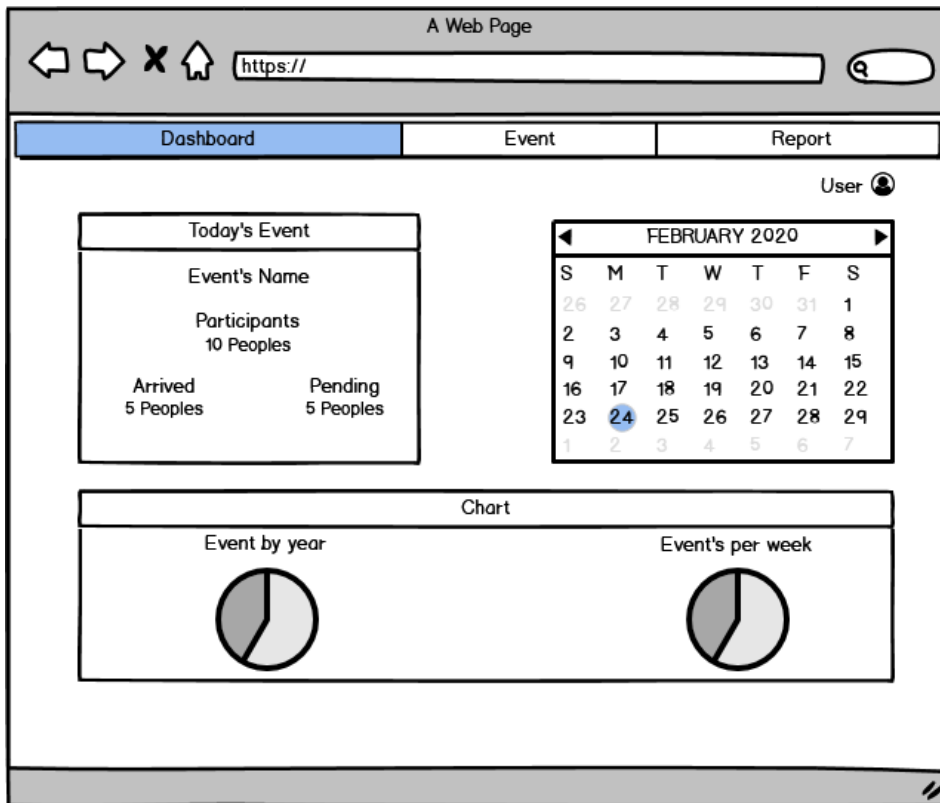 A Web Page
https://
Dashboard Event Report
User
Today's Event
Event's Name
Participants
10 Peoples
Arrived Pending
5 Peoples 5 Peoples
FEBRUARY 2020
S M T W T F S
26 27 28 29 30 31 1
2 3 4 5 6 7 8
9 10 11 12 13 14 15
16 17 18 19 20 21 22
23 24 25 26 27 28 29
1 2 3 4 5 6 7
Chart
Event by year Event's per week